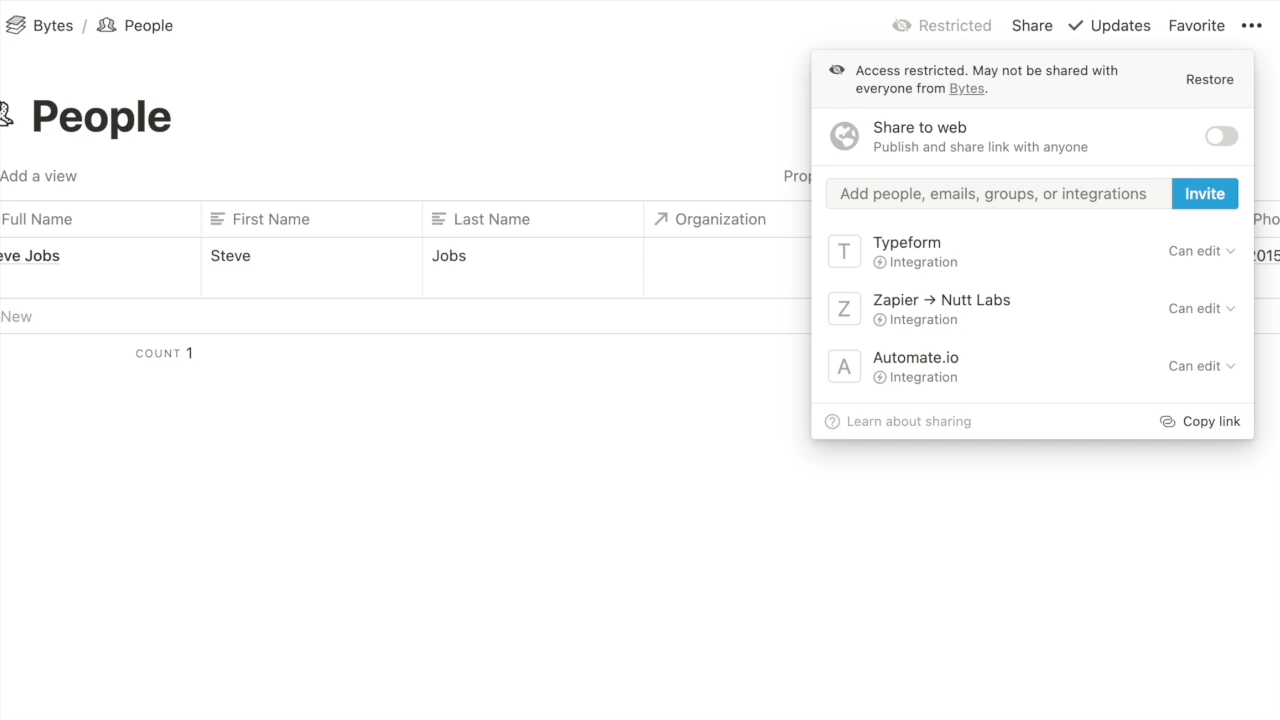 Bytes / People
Restricted Share Updates Favorite
Access restricted. May not be shared with
everyone from Bytes.
Restore
People
Share to web
Publish and share link with anyone
Add a view
Add people, emails, groups, or integrations Invite
Full Name First Name Last Name Organization
Steve Jobs
T Typeform Can edit
Integration
New
Z Zapier → Nutt Labs Can edit
Integration
COUNT 1
A Automate.io Can edit
Integration
Learn about sharing Copy link